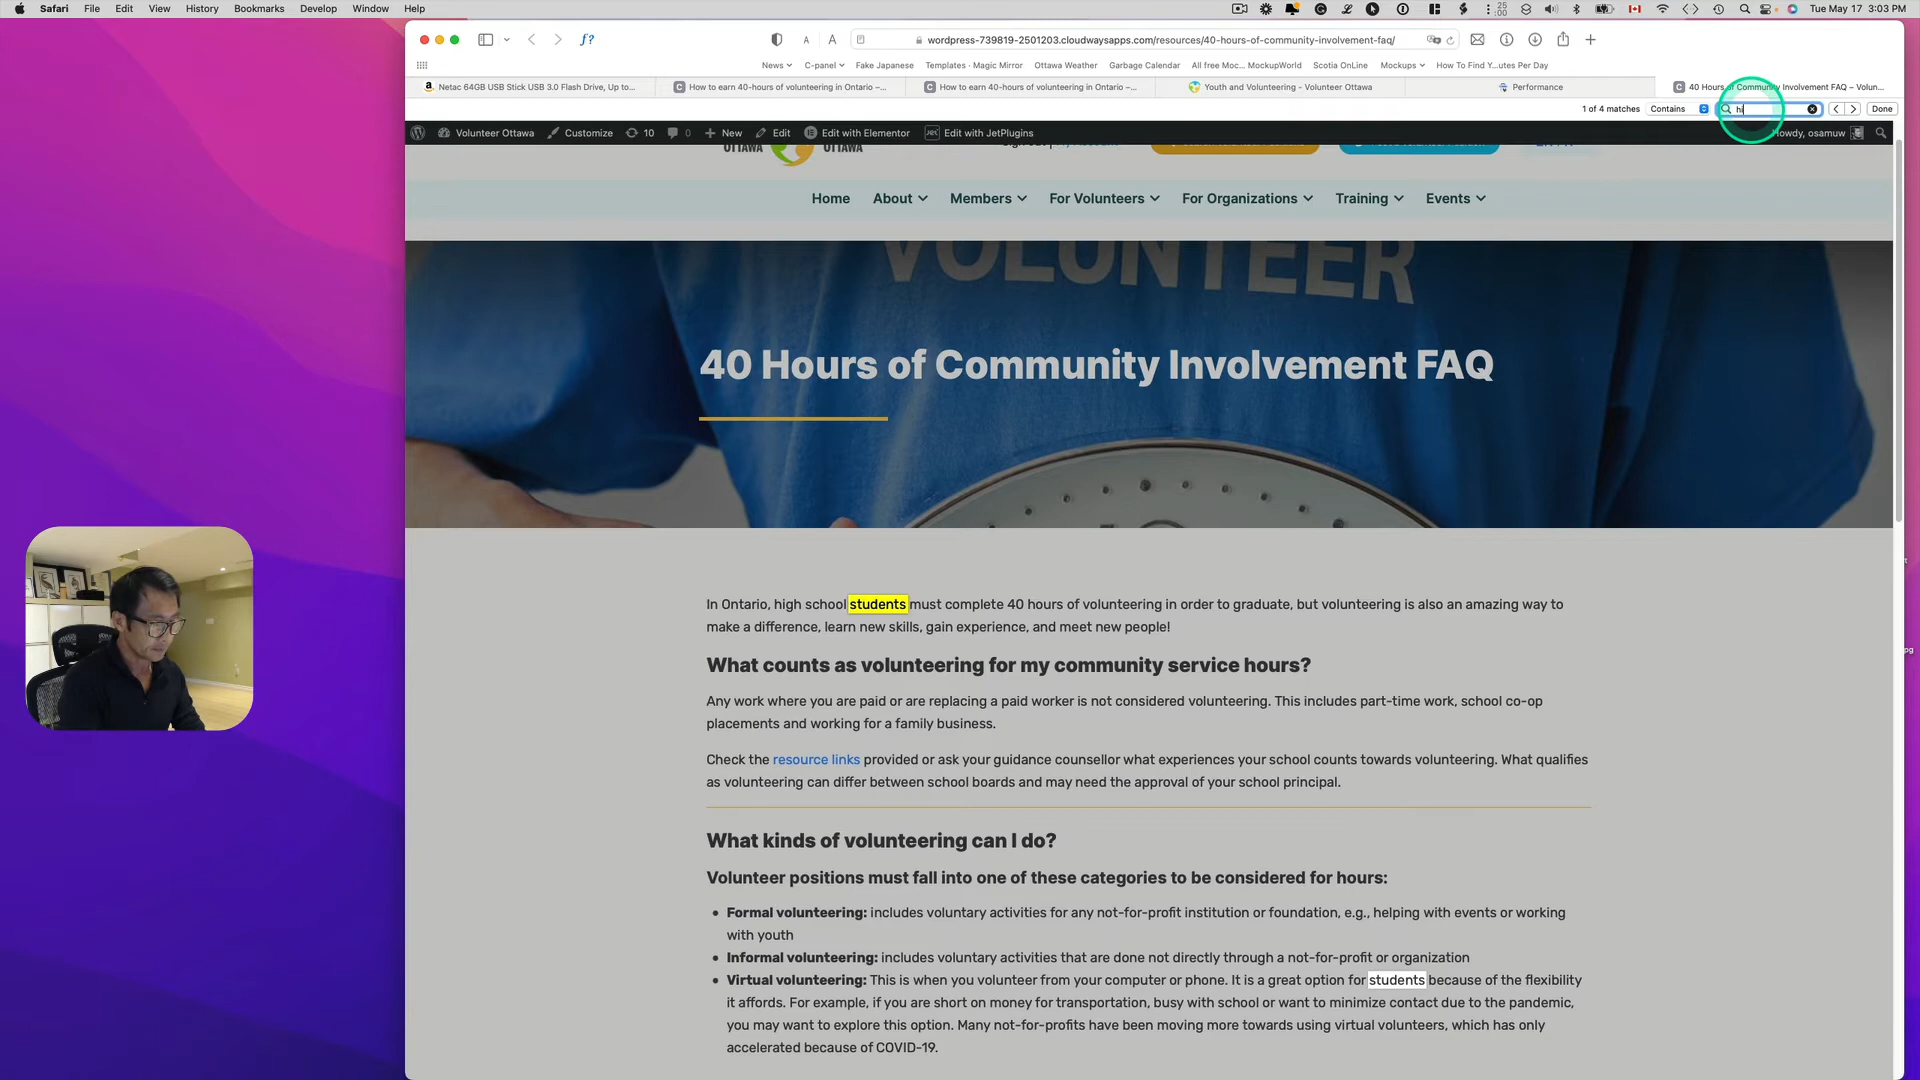 Safari File Edit View History Bookmarks Develop Window Help
Tue May 17 3:03 PM
wordpress-739819-2501203.cloudwaysapps.com/resources/40-hours-of-community-involvement-faq/
News C-panel Fake Japanese Templates - Magic Mirror Ottawa Weather Garbage Calendar All free Moc... MockupWorld Scotia OnLine Mockups How To Find Y...utes Per Day
Netac 64GB USB Stick USB 3.0 Flash Drive, Up to... How to earn 40-hours of volunteering in Ontario –... How to earn 40-hours of volunteering in Ontario –... Youth and Volunteering - Volunteer Ottawa Performance 40 Hours of Community Involvement FAQ – Volun...
1 of 4 matches Contains hi Done
Volunteer Ottawa Customize 10 0 New Edit Edit with Elementor Edit with JetPlugins Howdy, osamuw
OTTAWA OTTAWA
Home About Members For Volunteers For Organizations Training Events
VOLUNTEER
40 Hours of Community Involvement FAQ
In Ontario, high school students must complete 40 hours of volunteering in order to graduate, but volunteering is also an amazing way to
make a difference, learn new skills, gain experience, and meet new people!
What counts as volunteering for my community service hours?
Any work where you are paid or are replacing a paid worker is not considered volunteering. This includes part-time work, school co-op
placements and working for a family business.
Check the resource links provided or ask your guidance counsellor what experiences your school counts towards volunteering. What qualifies
as volunteering can differ between school boards and may need the approval of your school principal.
What kinds of volunteering can I do?
Volunteer positions must fall into one of these categories to be considered for hours:
• Formal volunteering: includes voluntary activities for any not-for-profit institution or foundation, e.g., helping with events or working
with youth
• Informal volunteering: includes voluntary activities that are done not directly through a not-for-profit or organization
• Virtual volunteering: This is when you volunteer from your computer or phone. It is a great option for students because of the flexibility
it affords. For example, if you are short on money for transportation, busy with school or want to minimize contact due to the pandemic,
you may want to explore this option. Many not-for-profits have been moving more towards using virtual volunteers, which has only
accelerated because of COVID-19.